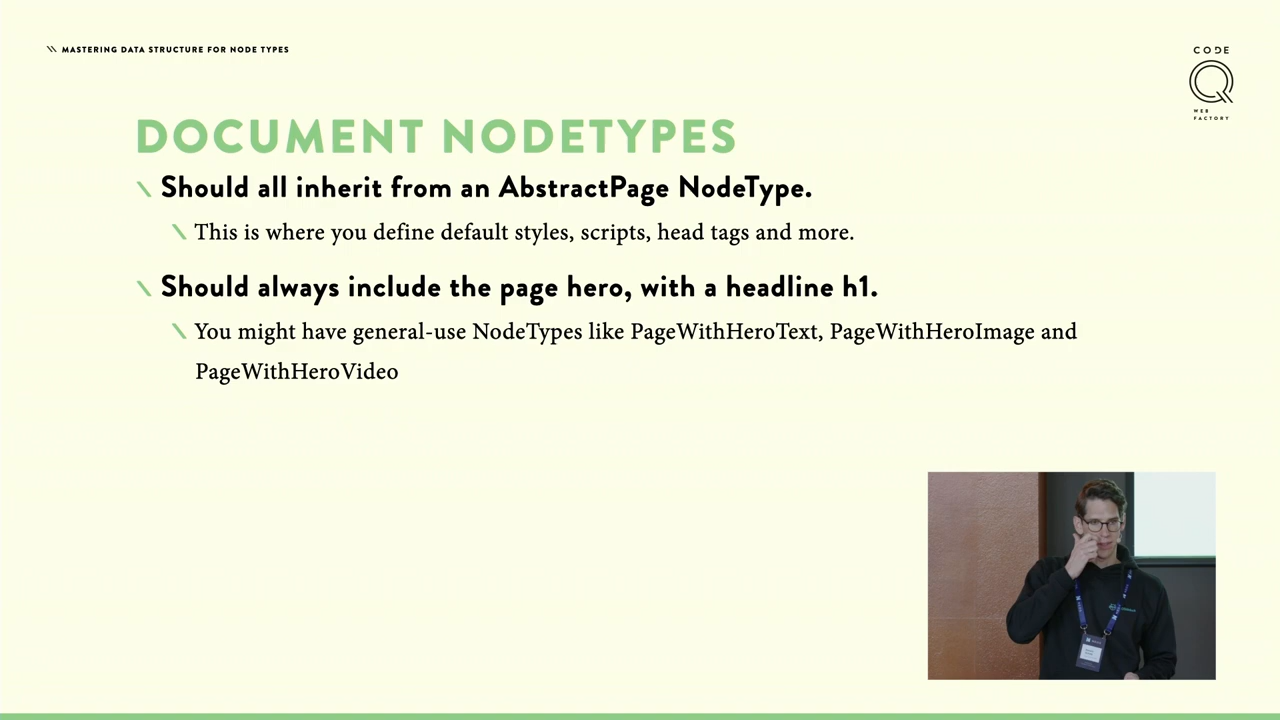 MASTERING DATA STRUCTURE FOR NODE TYPES
CODE
Q
WEB
FACTORY
DOCUMENT NODETYPES
Should all inherit from an AbstractPage NodeType.
This is where you define default styles, scripts, head tags and more.
Should always include the page hero, with a headline h1.
You might have general-use NodeTypes like PageWithHeroText, PageWithHeroImage and
PageWithHeroVideo